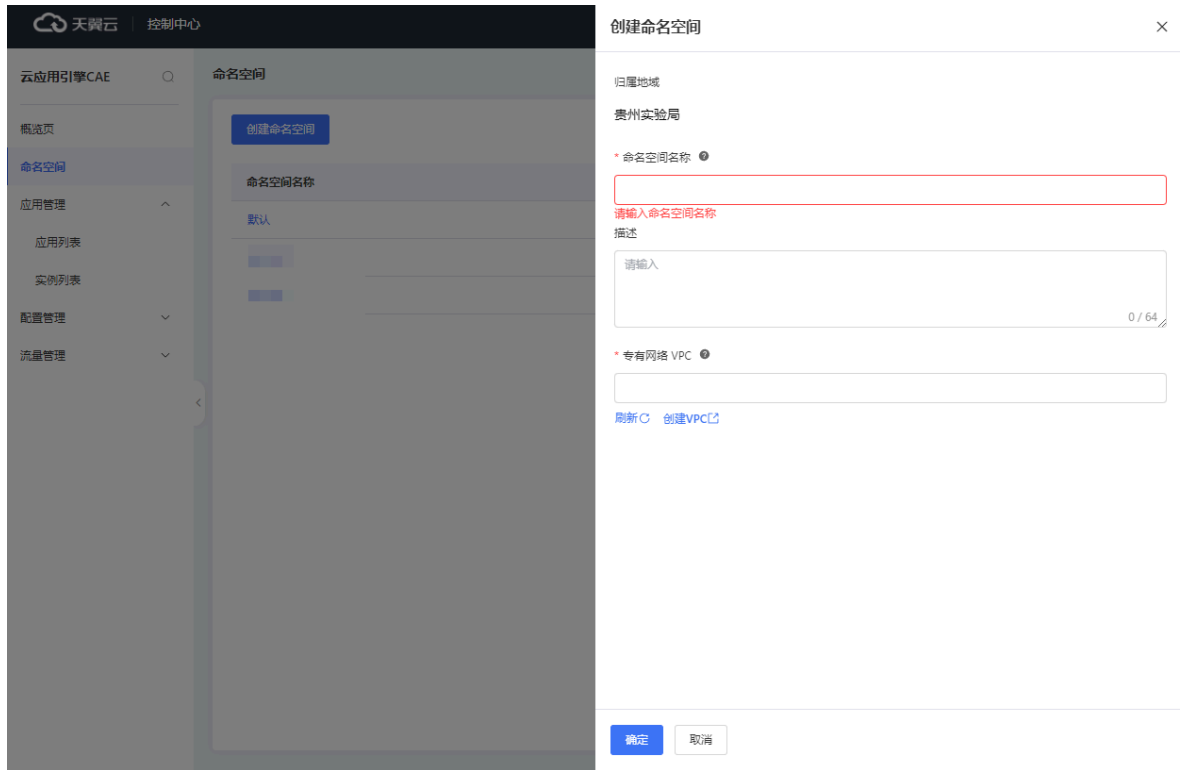 天翼云 控制中心
云应用引擎CAE
概览页
命名空间
应用管理
应用列表
实例列表
配置管理
流量管理
命名空间
创建命名空间
命名空间名称
默认
创建命名空间
归属地域
贵州实验局
* 命名空间名称
请输入命名空间名称
描述
请输入
0 / 64
* 专有网络 VPC
刷新 创建VPC
确定 取消